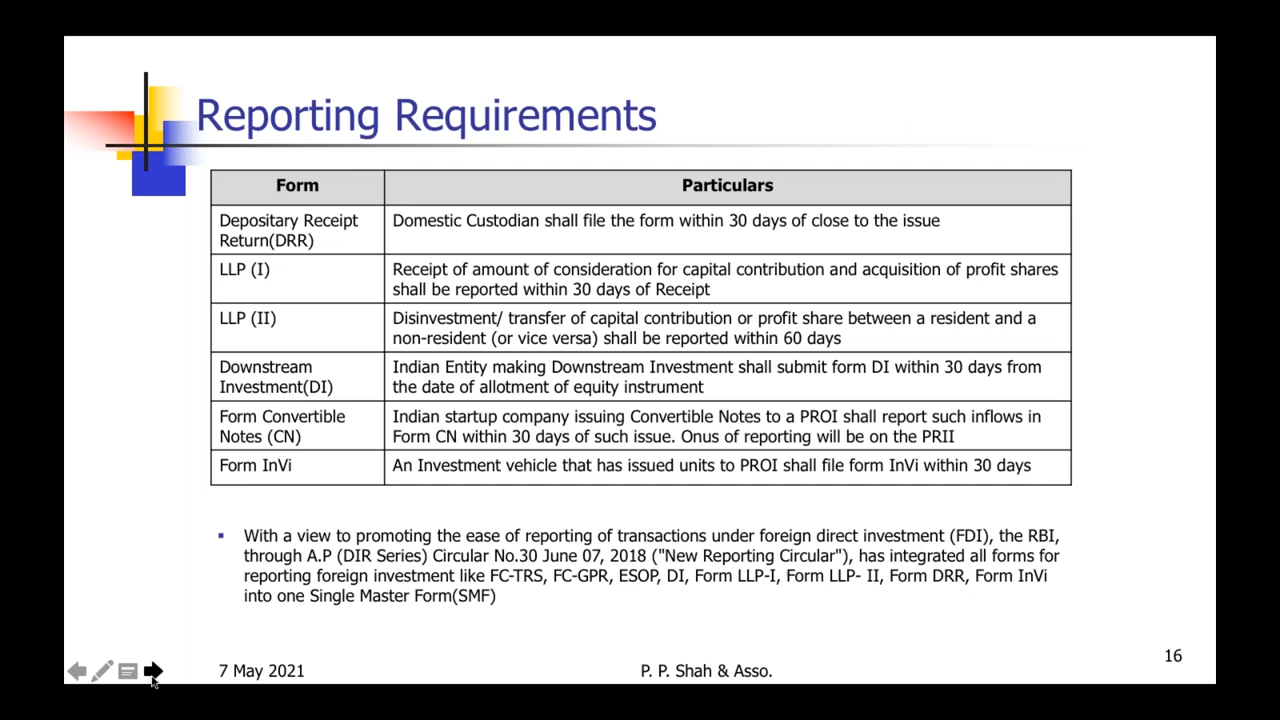 Reporting Requirements
Form
Particulars
Depositary Receipt
Return(DRR)
Domestic Custodian shall file the form within 30 days of close to the issue
LLP (I)
Receipt of amount of consideration for capital contribution and acquisition of profit shares
shall be reported within 30 days of Receipt
LLP (II)
Disinvestment/ transfer of capital contribution or profit share between a resident and a
non-resident (or vice versa) shall be reported within 60 days
Downstream
Investment(DI)
Indian Entity making Downstream Investment shall submit form DI within 30 days from
the date of allotment of equity instrument
Form Convertible
Notes (CN)
Indian startup company issuing Convertible Notes to a PROI shall report such inflows in
Form CN within 30 days of such issue. Onus of reporting will be on the PRII
Form InVi
An Investment vehicle that has issued units to PROI shall file form InVi within 30 days
With a view to promoting the ease of reporting of transactions under foreign direct investment (FDI), the RBI,
through A.P (DIR Series) Circular No.30 June 07, 2018 ("New Reporting Circular"), has integrated all forms for
reporting foreign investment like FC-TRS, FC-GPR, ESOP, DI, Form LLP-I, Form LLP- II, Form DRR, Form InVi
into one Single Master Form(SMF)
7 May 2021
P. P. Shah & Asso.
16